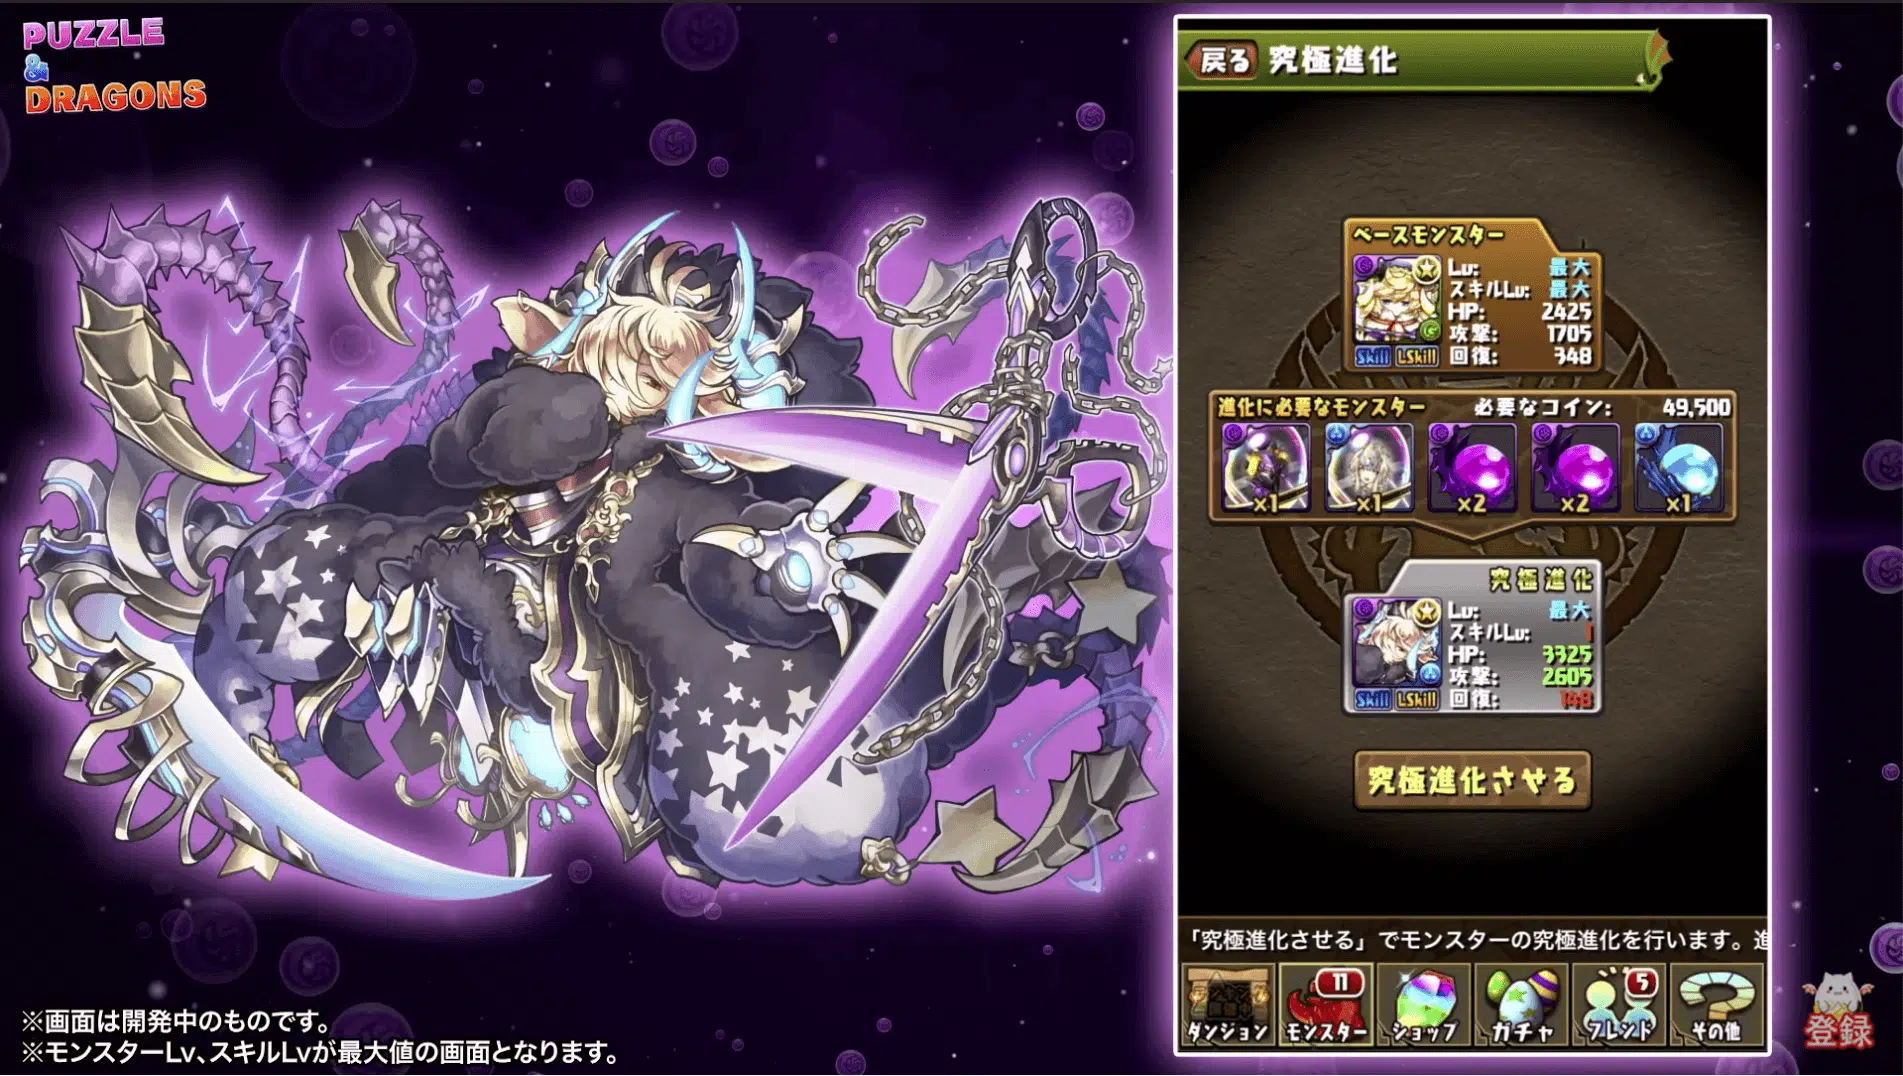 PUZZLE
&
DRAGONS
戻る 究極進化
ベースモンスター
Lv: 最大
スキルLv: 最大
HP: 2425
攻撃: 1705
回復: 348
Skill LSkill
進化に必要なモンスター 必要なコイン: 49,500
×1 ×1 ×2 ×2 ×1
究極進化
Lv: 最大
スキルLv: 1
HP: 3325
攻撃: 2605
回復: 148
Skill LSkill
究極進化させる
「究極進化させる」でモンスターの究極進化を行います。進
11 5
ダンジョン モンスター ショップ ガチャ フレンド その他
登録
※画面は開発中のものです。
※モンスターLv、スキルLvが最大値の画面となります。